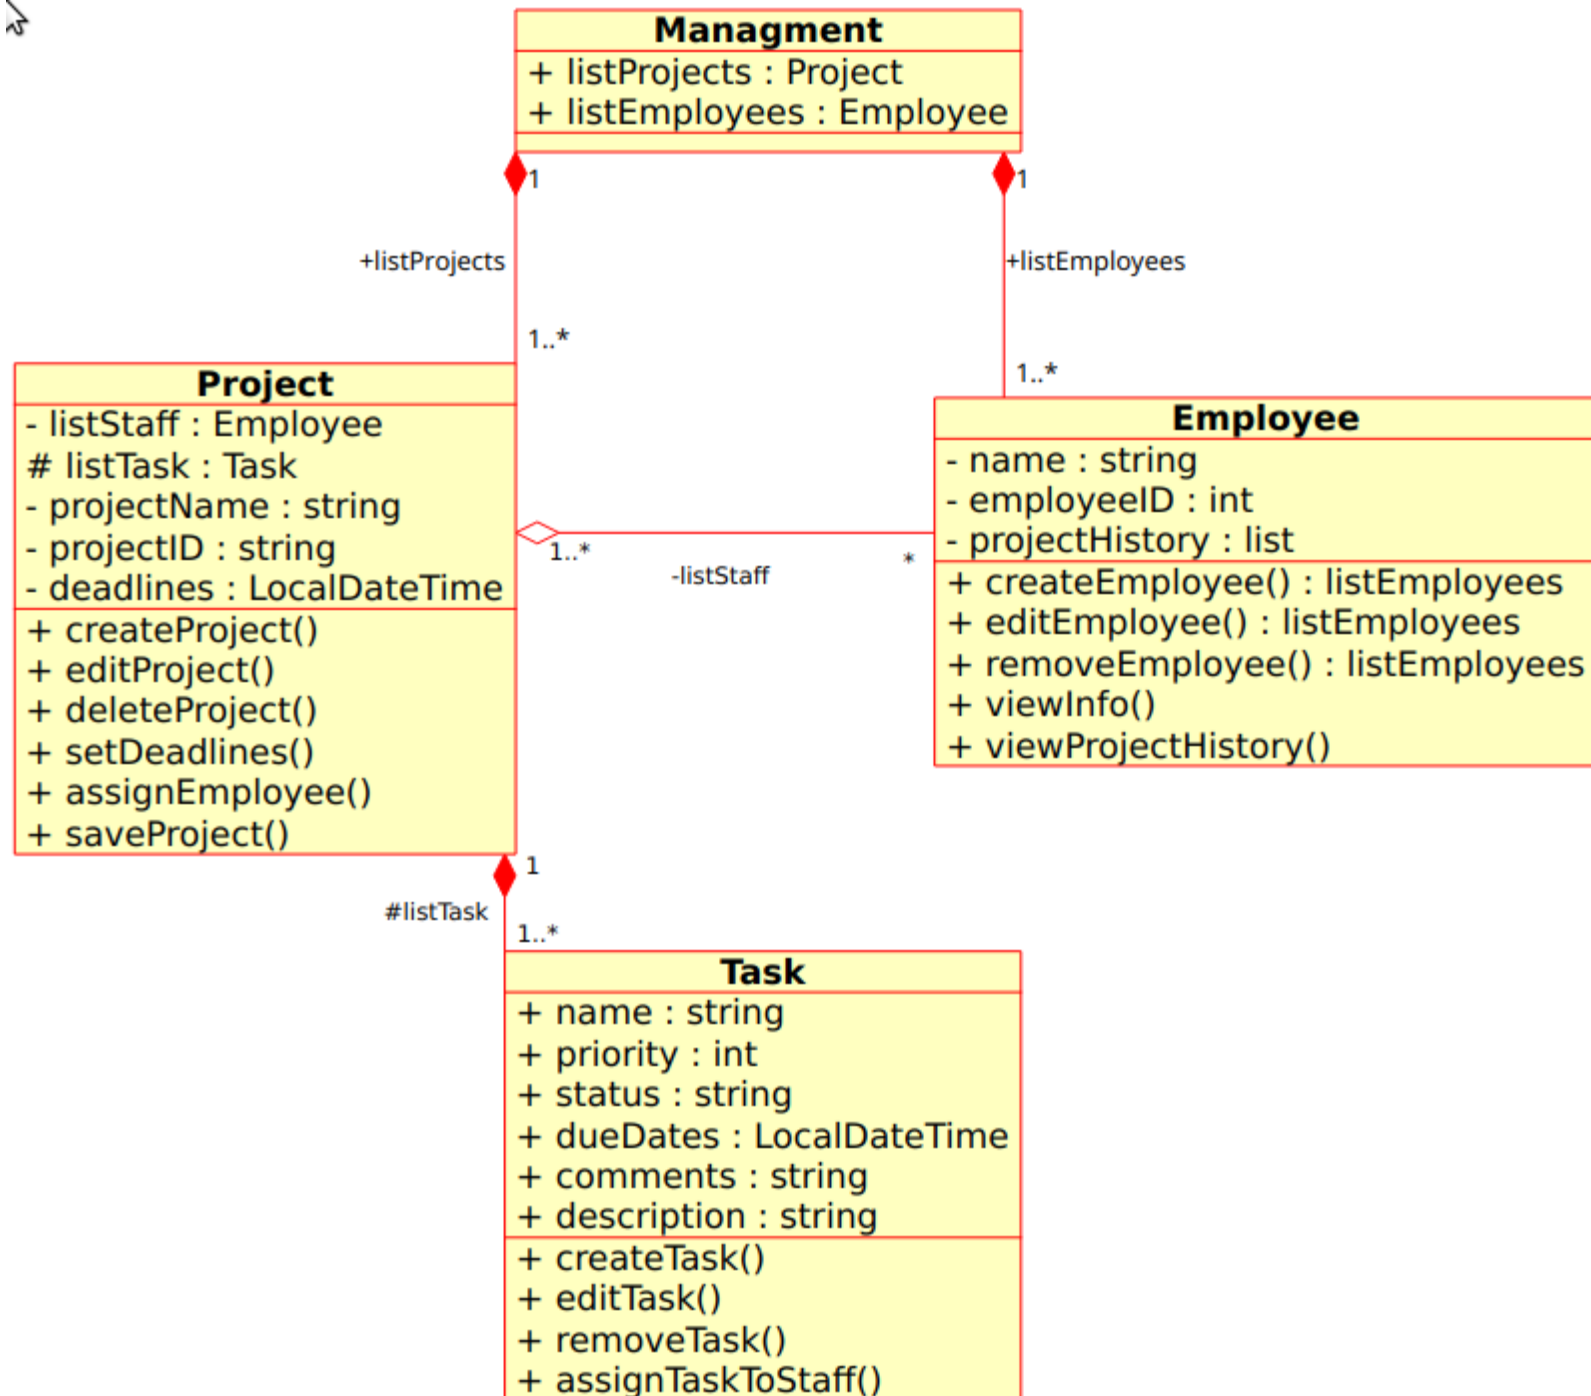 Managment
+ listProjects : Project
+ listEmployees : Employee
1
1
+listProjects
+listEmployees
1..*
1..*
Project
- listStaff : Employee
# listTask : Task
- projectName : string
- projectID : string
- deadlines : LocalDateTime
+ createProject()
+ editProject()
+ deleteProject()
+ setDeadlines()
+ assignEmployee()
+ saveProject()
1..*
-listStaff
*
Employee
- name : string
- employeeID : int
- projectHistory : list
+ createEmployee() : listEmployees
+ editEmployee() : listEmployees
+ removeEmployee() : listEmployees
+ viewInfo()
+ viewProjectHistory()
1
#listTask
1..*
Task
+ name : string
+ priority : int
+ status : string
+ dueDates : LocalDateTime
+ comments : string
+ description : string
+ createTask()
+ editTask()
+ removeTask()
+ assignTaskToStaff()